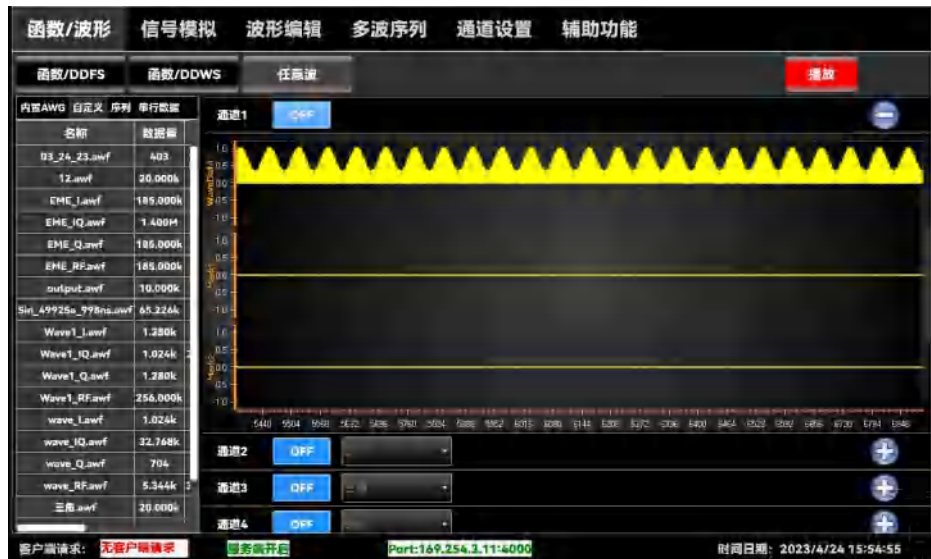 函数/波形 信号模拟 波形编辑 多波序列 通道设置 辅助功能
函数/DDFS 函数/DDWS 任意波 播放
内置AWG 自定义 序列 串行数据
名称 数据量
03_24_23.awf 403
12.awf 20.000k
EME_I.awf 185.000k
EME_IQ.awf 1.400M
EME_Q.awf 185.000k
EME_RF.awf 185.000k
output.awf 10.000k
65.226k
Wave1_I.awf 1.280k
Wave1_IQ.awf 1.024k
Wave1_Q.awf 1.280k
Wave1_RF.awf 256.000k
wave_I.awf 1.024k
wave_IQ.awf 32.768k
wave_Q.awf 704
wave_RF.awf 5.344k
三角.awf 20.000k
通道1 OFF
通道2 OFF
通道3 OFF
通道4 OFF
客户端请求: 无客户端请求 服务端开启 Port:169.254.3.11:4000 时间日期: 2023/4/24 15:54:55